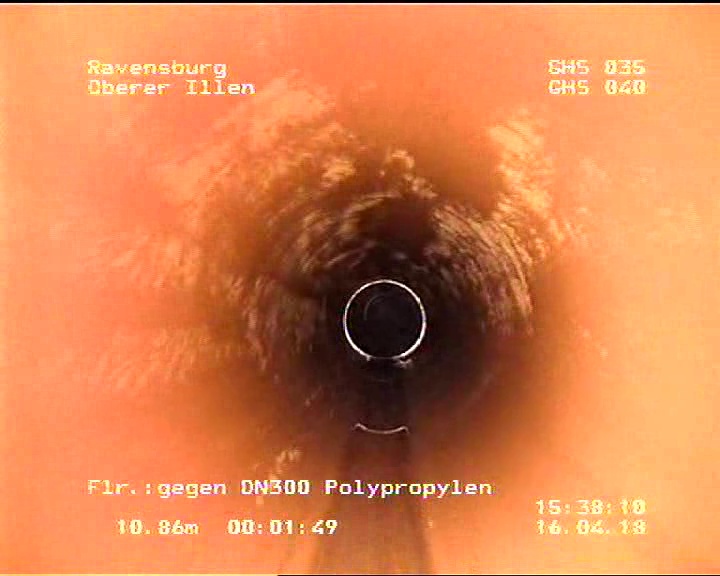 Ravensburg GHS 035
Oberer Illen GHS 040
Flr.:gegen DN300 Polypropylen
15:38:10
10.86m 00:01:49 16.04.18